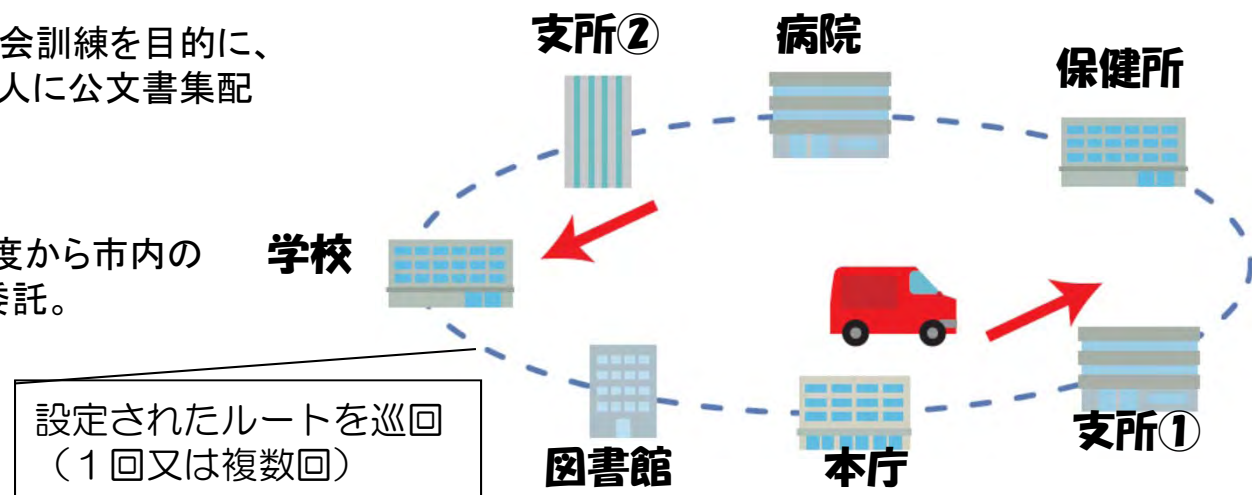 会訓練を目的に、
人に公文書集配
度から市内の
委託。
支所②
病院
保健所
学校
支所①
本庁
図書館
設定されたルートを巡回
(1回又は複数回)